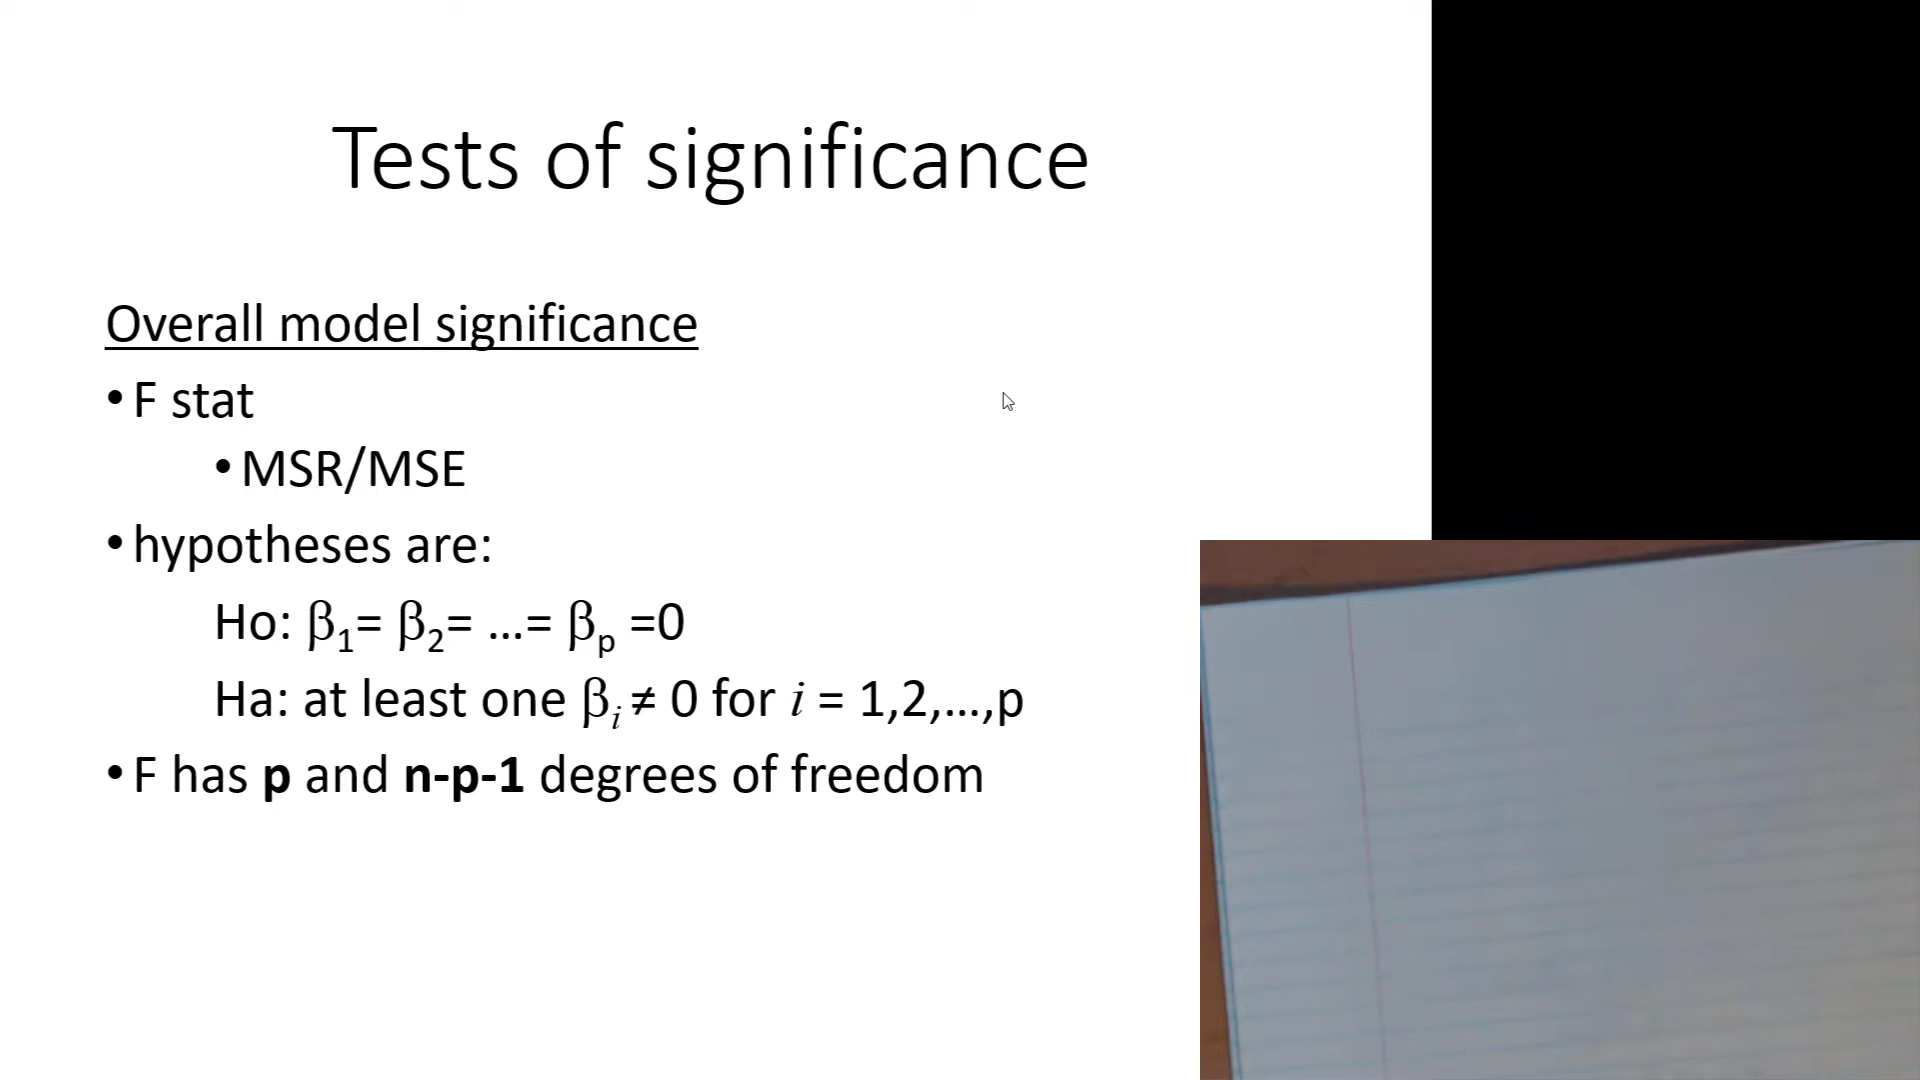 Tests of significance
Overall model significance
• F stat
• MSR/MSE
• hypotheses are:
Ho: β₁= β₂= ...= βₚ =0
Ha: at least one βᵢ ≠ 0 for i = 1,2,...,p
• F has p and n-p-1 degrees of freedom